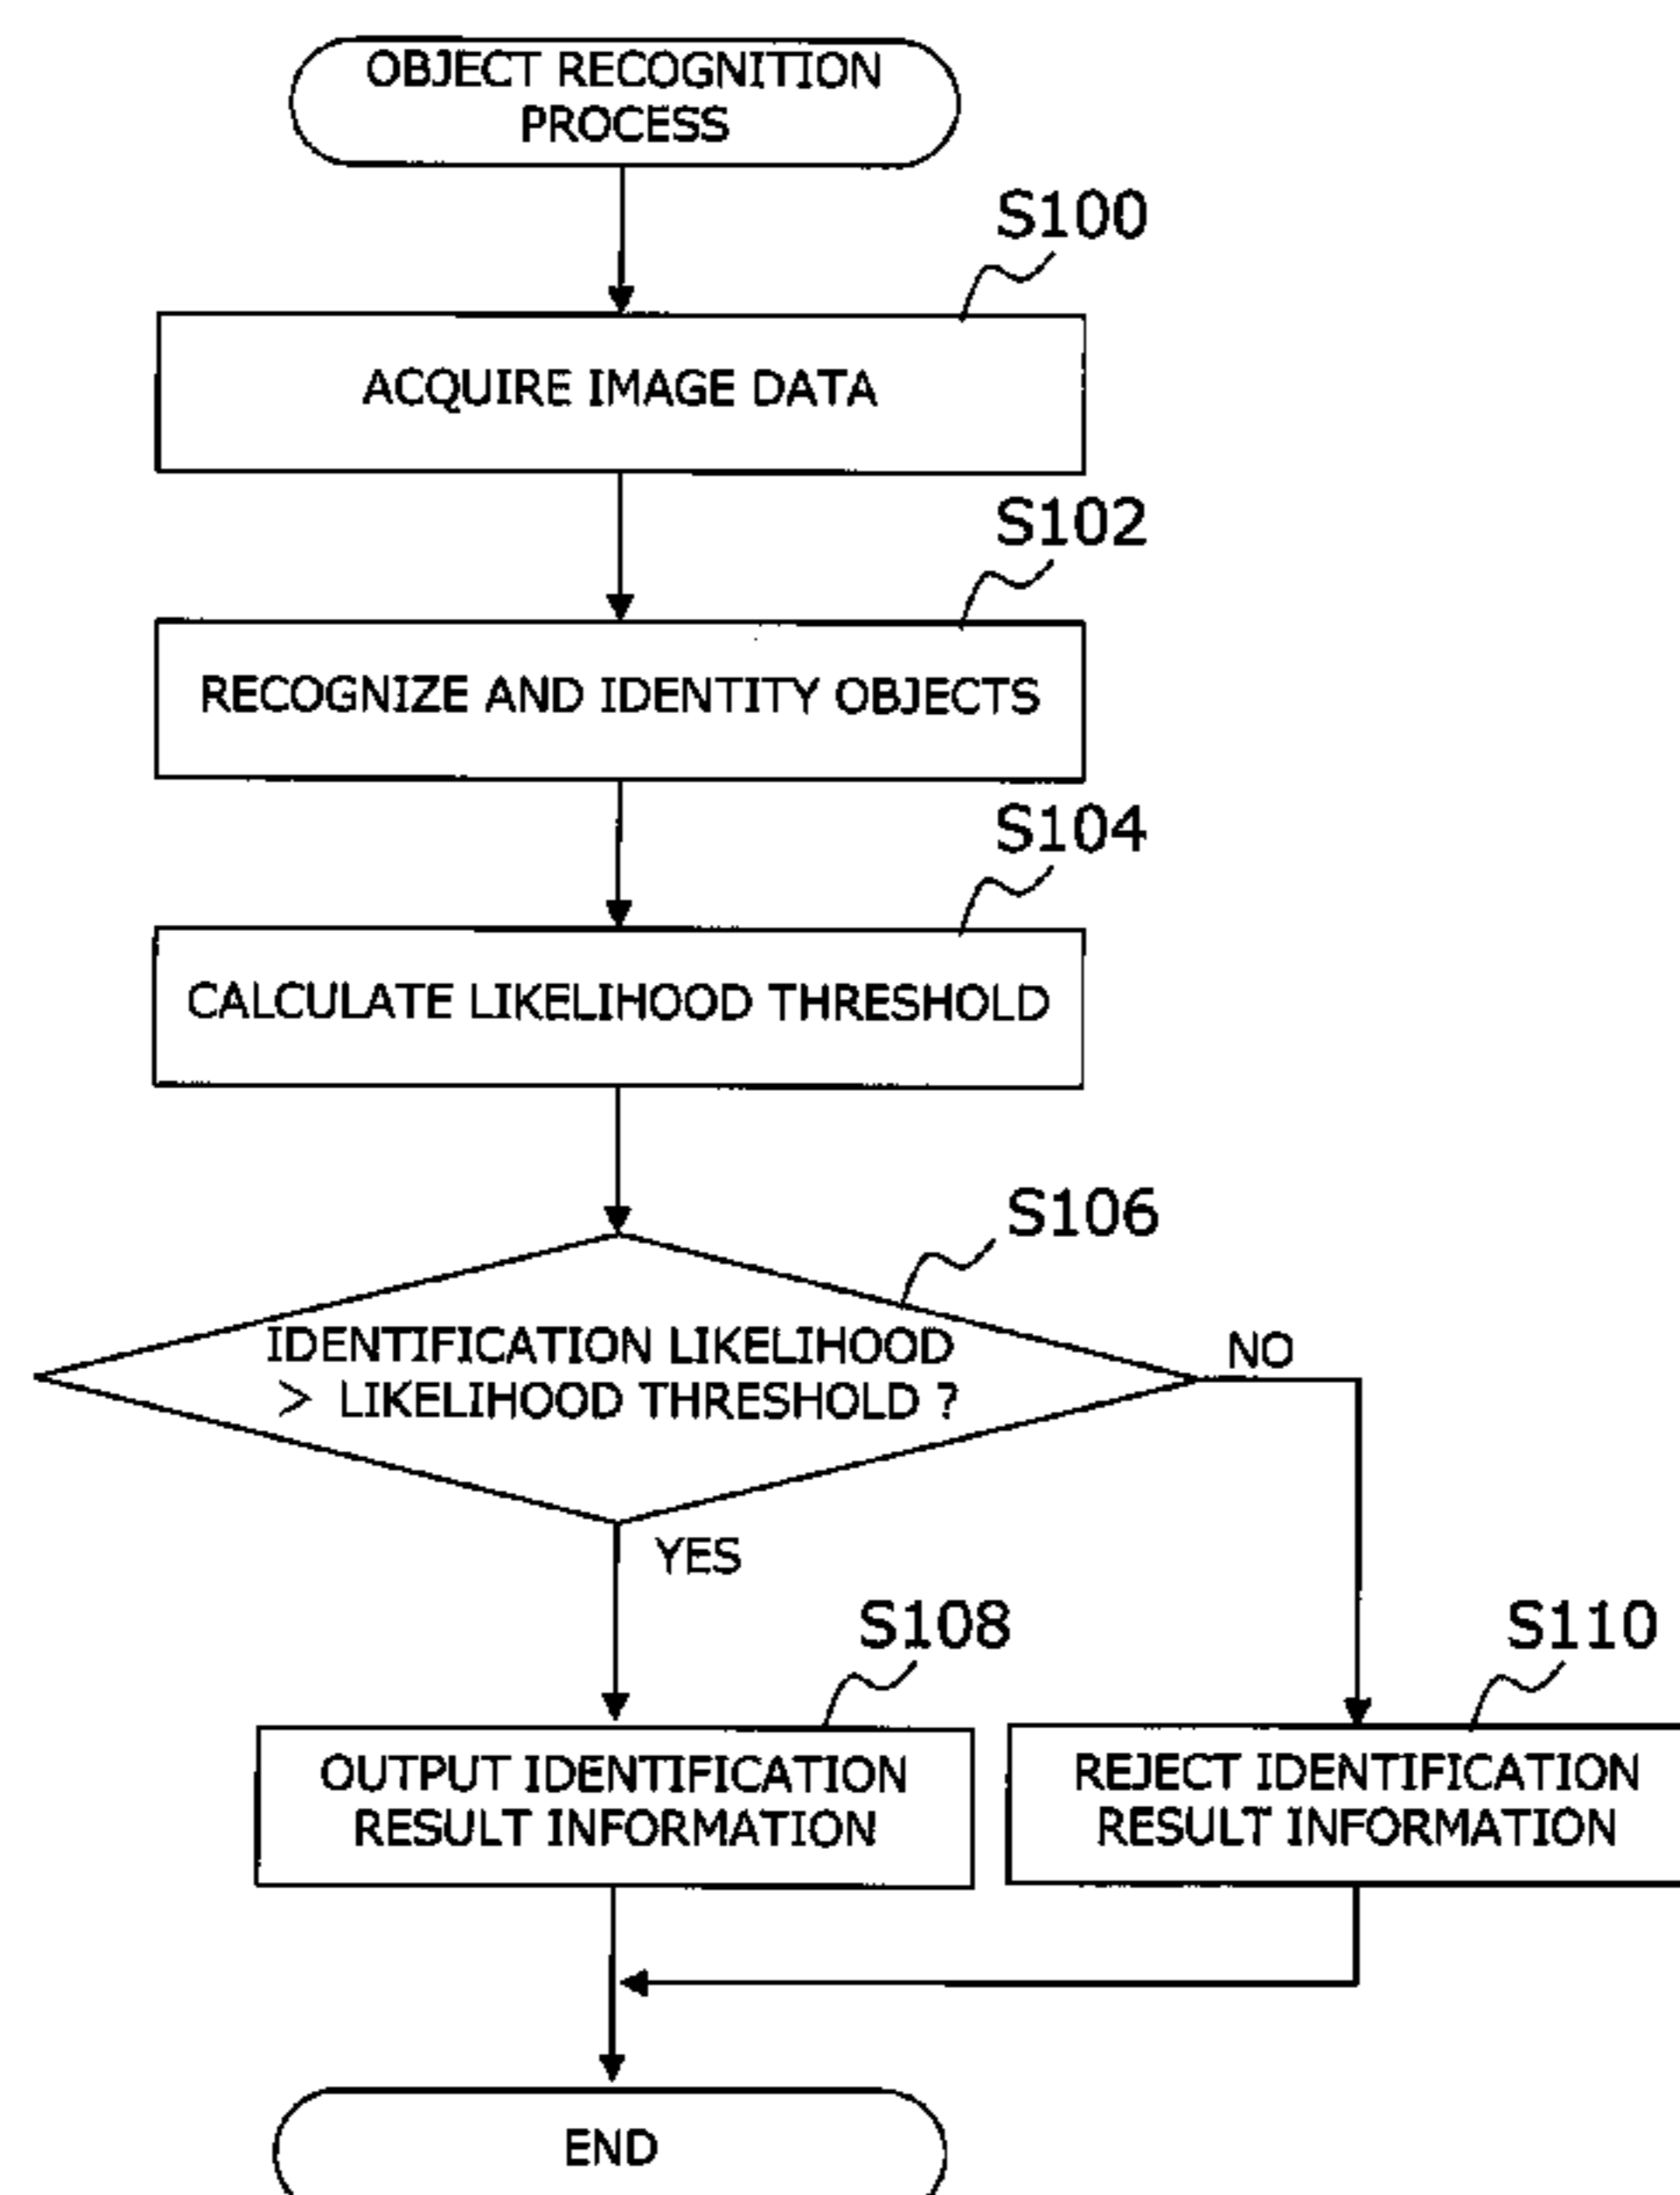 OBJECT RECOGNITION
PROCESS
S100
ACQUIRE IMAGE DATA
S102
RECOGNIZE AND IDENTITY OBJECTS
S104
CALCULATE LIKELIHOOD THRESHOLD
S106
IDENTIFICATION LIKELIHOOD
> LIKELIHOOD THRESHOLD ?
NO
YES
S108
OUTPUT IDENTIFICATION
RESULT INFORMATION
S110
REJECT IDENTIFICATION
RESULT INFORMATION
END